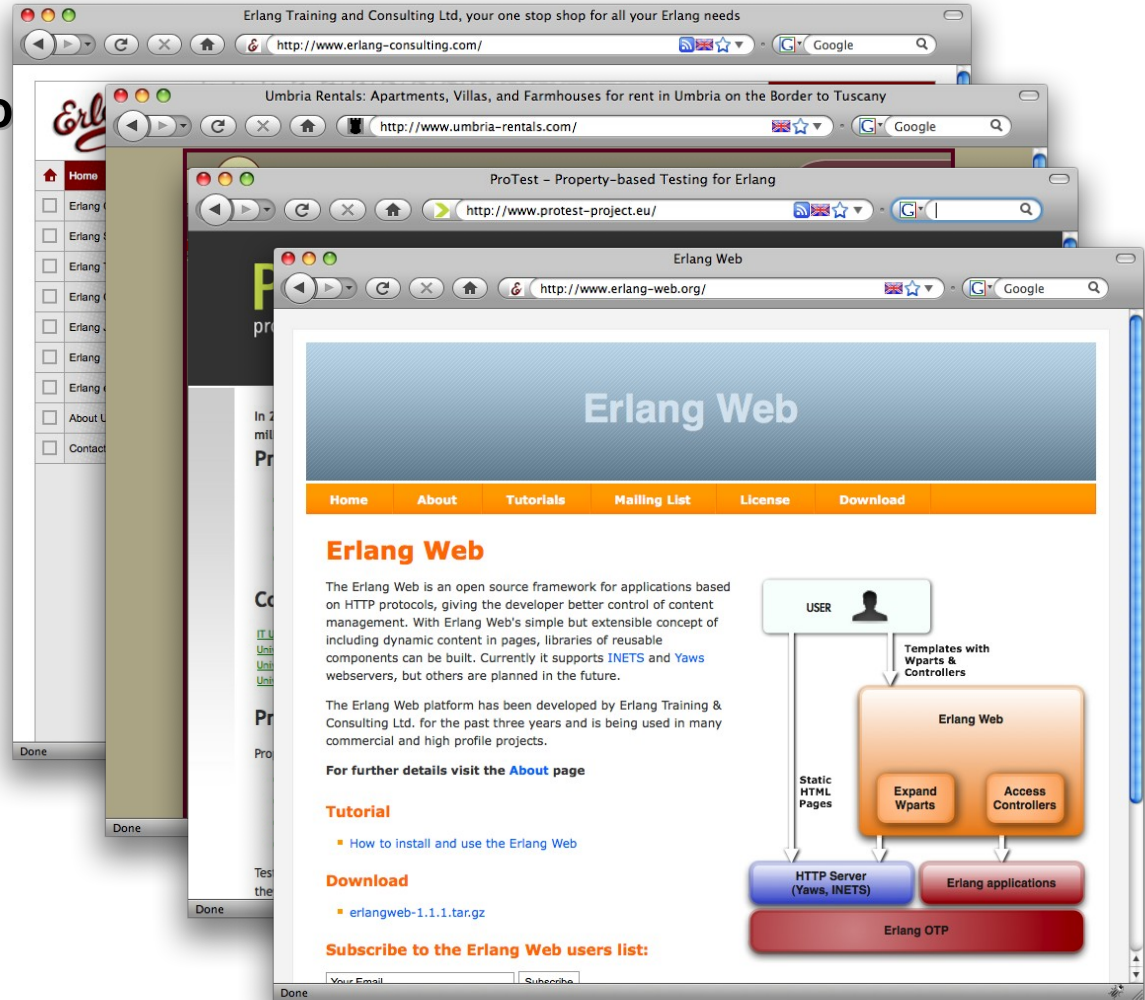 Erlang Training and Consulting Ltd, your one stop shop for all your Erlang needs
http://www.erlang-consulting.com/
Google
Home
Erlang
Erlang
Erlang
Erlang
Erlang
Erlang
Erlang
About
Contact
Done
Umbria Rentals: Apartments, Villas, and Farmhouses for rent in Umbria on the Border to Tuscany
http://www.umbria-rentals.com/
Google
Done
ProTest - Property-based Testing for Erlang
http://www.protest-project.eu/
P
pro
In
mil
Pr
Co
IT
Uni
Uni
Uni
Pr
Pro
Tes
the
Done
Erlang Web
http://www.erlang-web.org/
Google
Erlang Web
Home About Tutorials Mailing List License Download
Erlang Web
The Erlang Web is an open source framework for applications based
on HTTP protocols, giving the developer better control of content
management. With Erlang Web's simple but extensible concept of
including dynamic content in pages, libraries of reusable
components can be built. Currently it supports INETS and Yaws
webservers, but others are planned in the future.
The Erlang Web platform has been developed by Erlang Training &
Consulting Ltd. for the past three years and is being used in many
commercial and high profile projects.
For further details visit the About page
Tutorial
How to install and use the Erlang Web
Download
erlangweb-1.1.1.tar.gz
Subscribe to the Erlang Web users list:
Your Email Subscribe
USER
Templates with
Wparts &
Controllers
Erlang Web
Static
HTML
Pages
Expand
Wparts
Access
Controllers
HTTP Server
(Yaws, INETS)
Erlang applications
Erlang OTP
Done